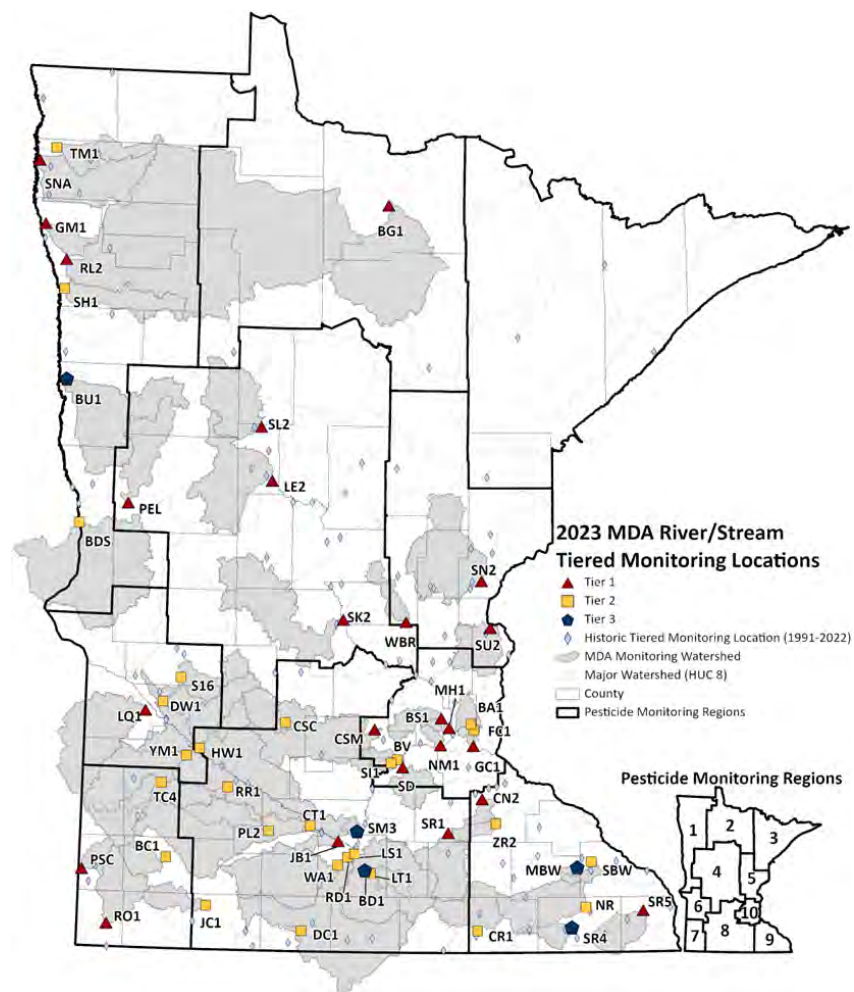 TM1
SNA
GM1
BG1
RL2
SH1
BU1
SL2
LE2
PEL
BDS
2023 MDA River/Stream
Tiered Monitoring Locations
Tier 1
Tier 2
Tier 3
Historic Tiered Monitoring Location (1991-2022)
MDA Monitoring Watershed
Major Watershed (HUC 8)
County
Pesticide Monitoring Regions
SN2
SK2
WBR
SU2
S16
DW1
LQ1
MH1
BA1
BS1
CSC
CSM
FC1
YM1
HW1
BV
NM1
GC1
SI1
SD
TC4
RR1
CN2
CT1
SM3
SR1
PL2
ZR2
JB1
LS1
BC1
PSC
WA1
LT1
MBW
SBW
RD1
BD1
RO1
JC1
NR
SR5
DC1
CR1
SR4
Pesticide Monitoring Regions
1
2
3
4
5
6
10
7
8
9